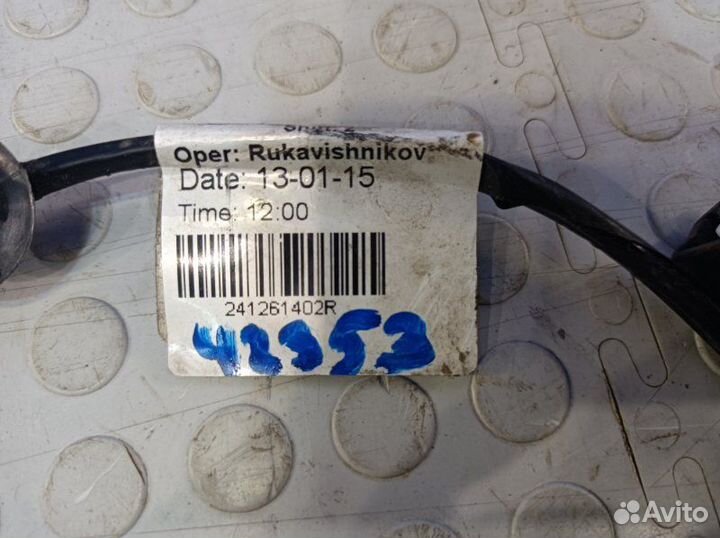 Oper: Rukavishnikov
Date: 13-01-15
Time: 12:00
241261402R
42353
Avito